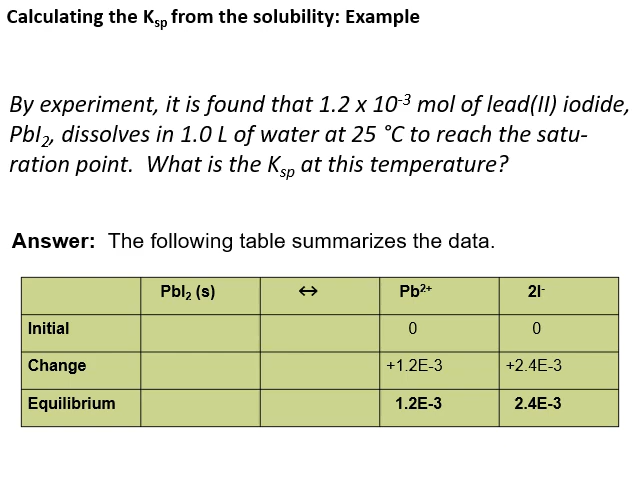 Calculating the Ksp from the solubility: Example
By experiment, it is found that 1.2 x 10-3 mol of lead(II) iodide,
PbI2, dissolves in 1.0 L of water at 25 °C to reach the satu-
ration point. What is the Ksp at this temperature?
Answer: The following table summarizes the data.
PbI2 (s) ↔ Pb2+ 2I-
Initial 0 0
Change +1.2E-3 +2.4E-3
Equilibrium 1.2E-3 2.4E-3